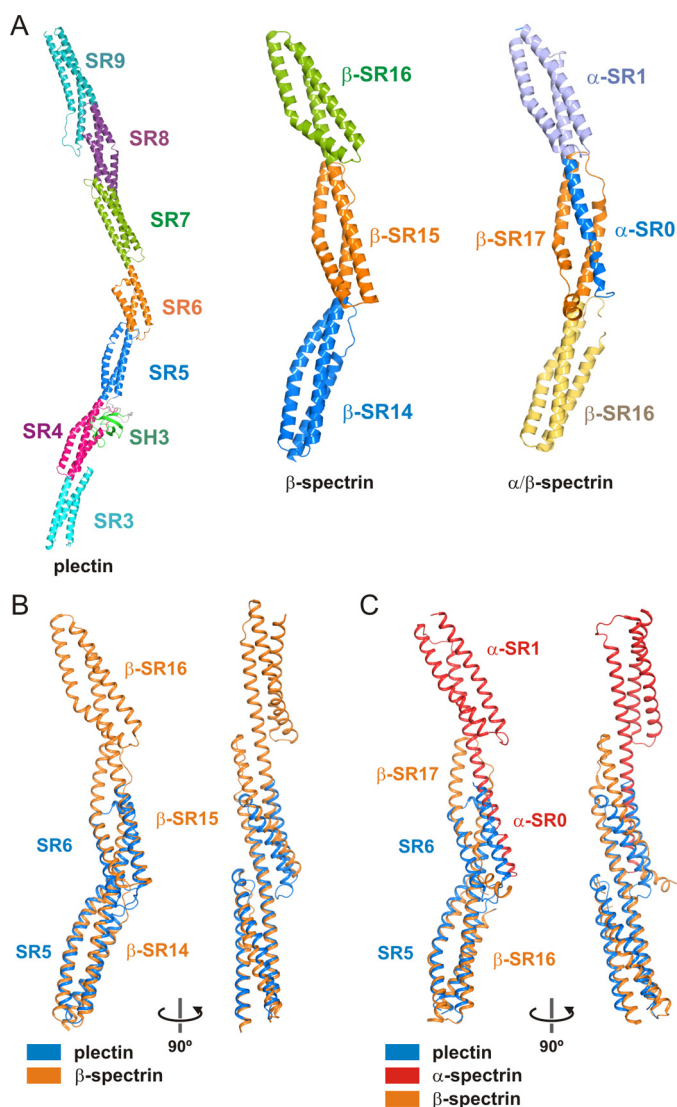 A
SR9
SR8
SR7
SR6
SR5
SR4
SH3
SR3
plectin
β-SR16
β-SR15
β-SR14
β-spectrin
α-SR1
β-SR17
α-SR0
β-SR16
α/β-spectrin
B
β-SR16
β-SR15
SR6
SR5
β-SR14
90º
plectin
β-spectrin
C
α-SR1
β-SR17
α-SR0
SR6
SR5
β-SR16
90º
plectin
α-spectrin
β-spectrin